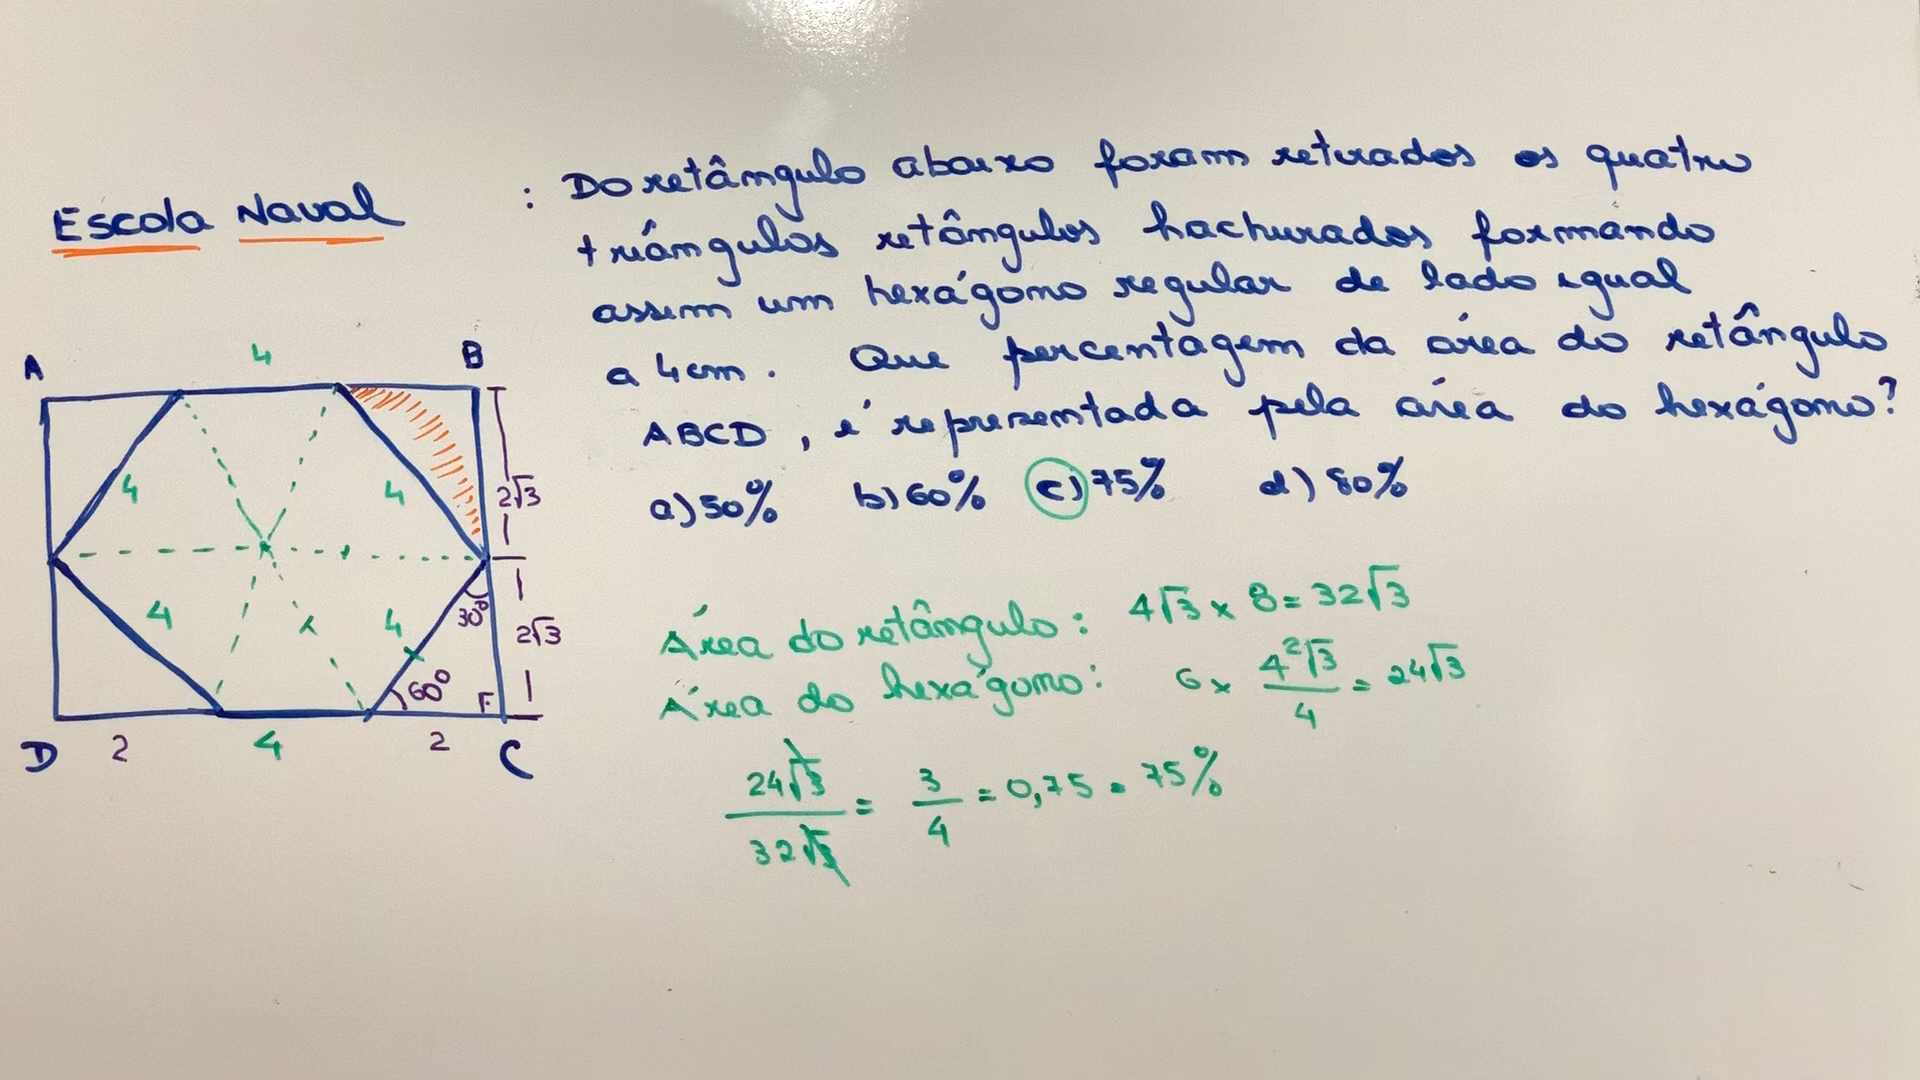 Escola Naval : Do retângulo abaixo foram retirados os quatro
triângulos retângulos hachurados formando
assim um hexágono regular de lado igual
a 4cm. Que percentagem da área do retângulo
ABCD, é representada pela área do hexágono?
a) 50% b) 60% c) 75% d) 80%
A 4 B
4 4 2√3
4 4 30° 2√3
60° F
D 2 4 2 C
Área do retângulo: 4√3 x 8 = 32√3
Área do hexágono: 6 x 4²√3/4 = 24√3
24√3/32√3 = 3/4 = 0,75 = 75%